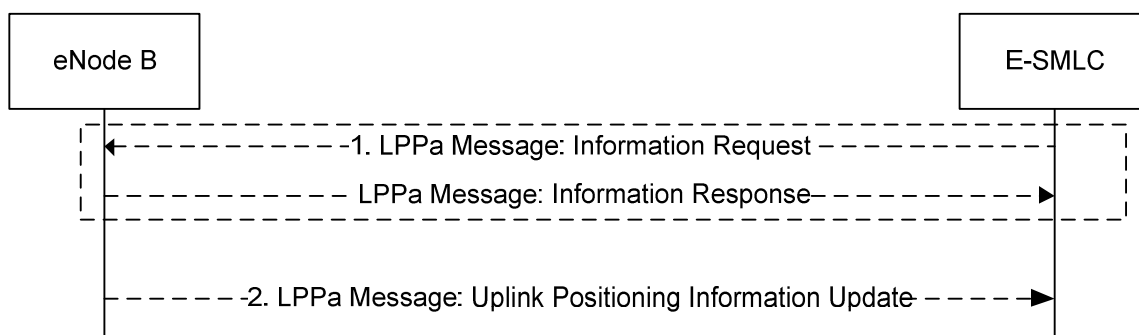 eNode B
E-SMLC
1. LPPa Message: Information Request
LPPa Message: Information Response
2. LPPa Message: Uplink Positioning Information Update